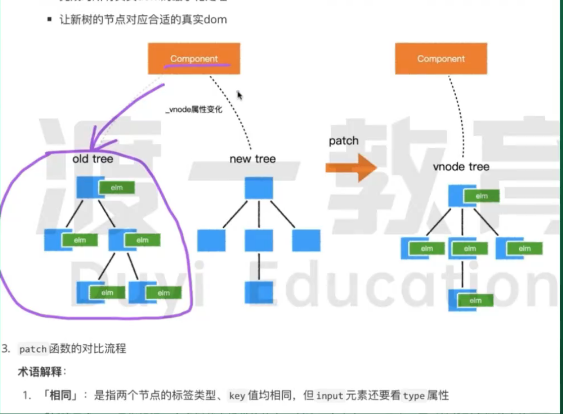 让新树的节点对应合适的真实dom
Component
Component
_vnode属性变化
old tree
new tree
patch
vnode tree
elm
elm
elm
elm
elm
elm
elm
elm
elm
elm
渡一教育
Duyi Education
3. patch函数的对比流程
术语解释：
1. 「相同」：是指两个节点的标签类型、key值均相同，但input元素还要看type属性